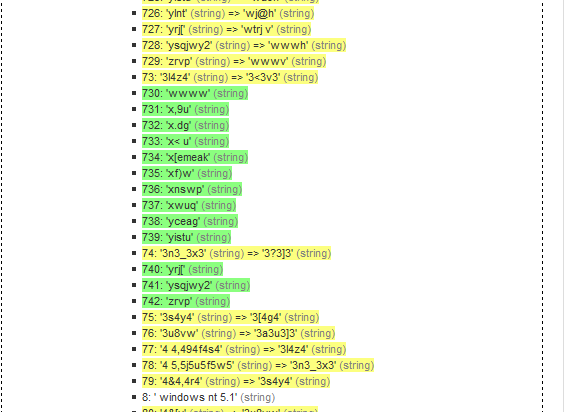 726: 'ylnt' (string) => 'wj@h' (string)
727: 'yrj[' (string) => 'wtrj v' (string)
728: 'ysqjwy2' (string) => 'wwwh' (string)
729: 'zrvp' (string) => 'wwwv' (string)
73: '3l4z4' (string) => '3<3v3' (string)
730: 'wwww' (string)
731: 'x,9u' (string)
732: 'x.dg' (string)
733: 'x< u' (string)
734: 'x[emeak' (string)
735: 'xf)w' (string)
736: 'xnswp' (string)
737: 'xwuq' (string)
738: 'yceag' (string)
739: 'yistu' (string)
74: '3n3_3x3' (string) => '3?3]3' (string)
740: 'yrj[' (string)
741: 'ysqjwy2' (string)
742: 'zrvp' (string)
75: '3s4y4' (string) => '3[4g4' (string)
76: '3u8vw' (string) => '3a3u3]3' (string)
77: '4 4,494f4s4' (string) => '3l4z4' (string)
78: '4 5,5j5u5f5w5' (string) => '3n3_3x3' (string)
79: '4&4,4r4' (string) => '3s4y4' (string)
8: ' windows nt 5.1' (string)